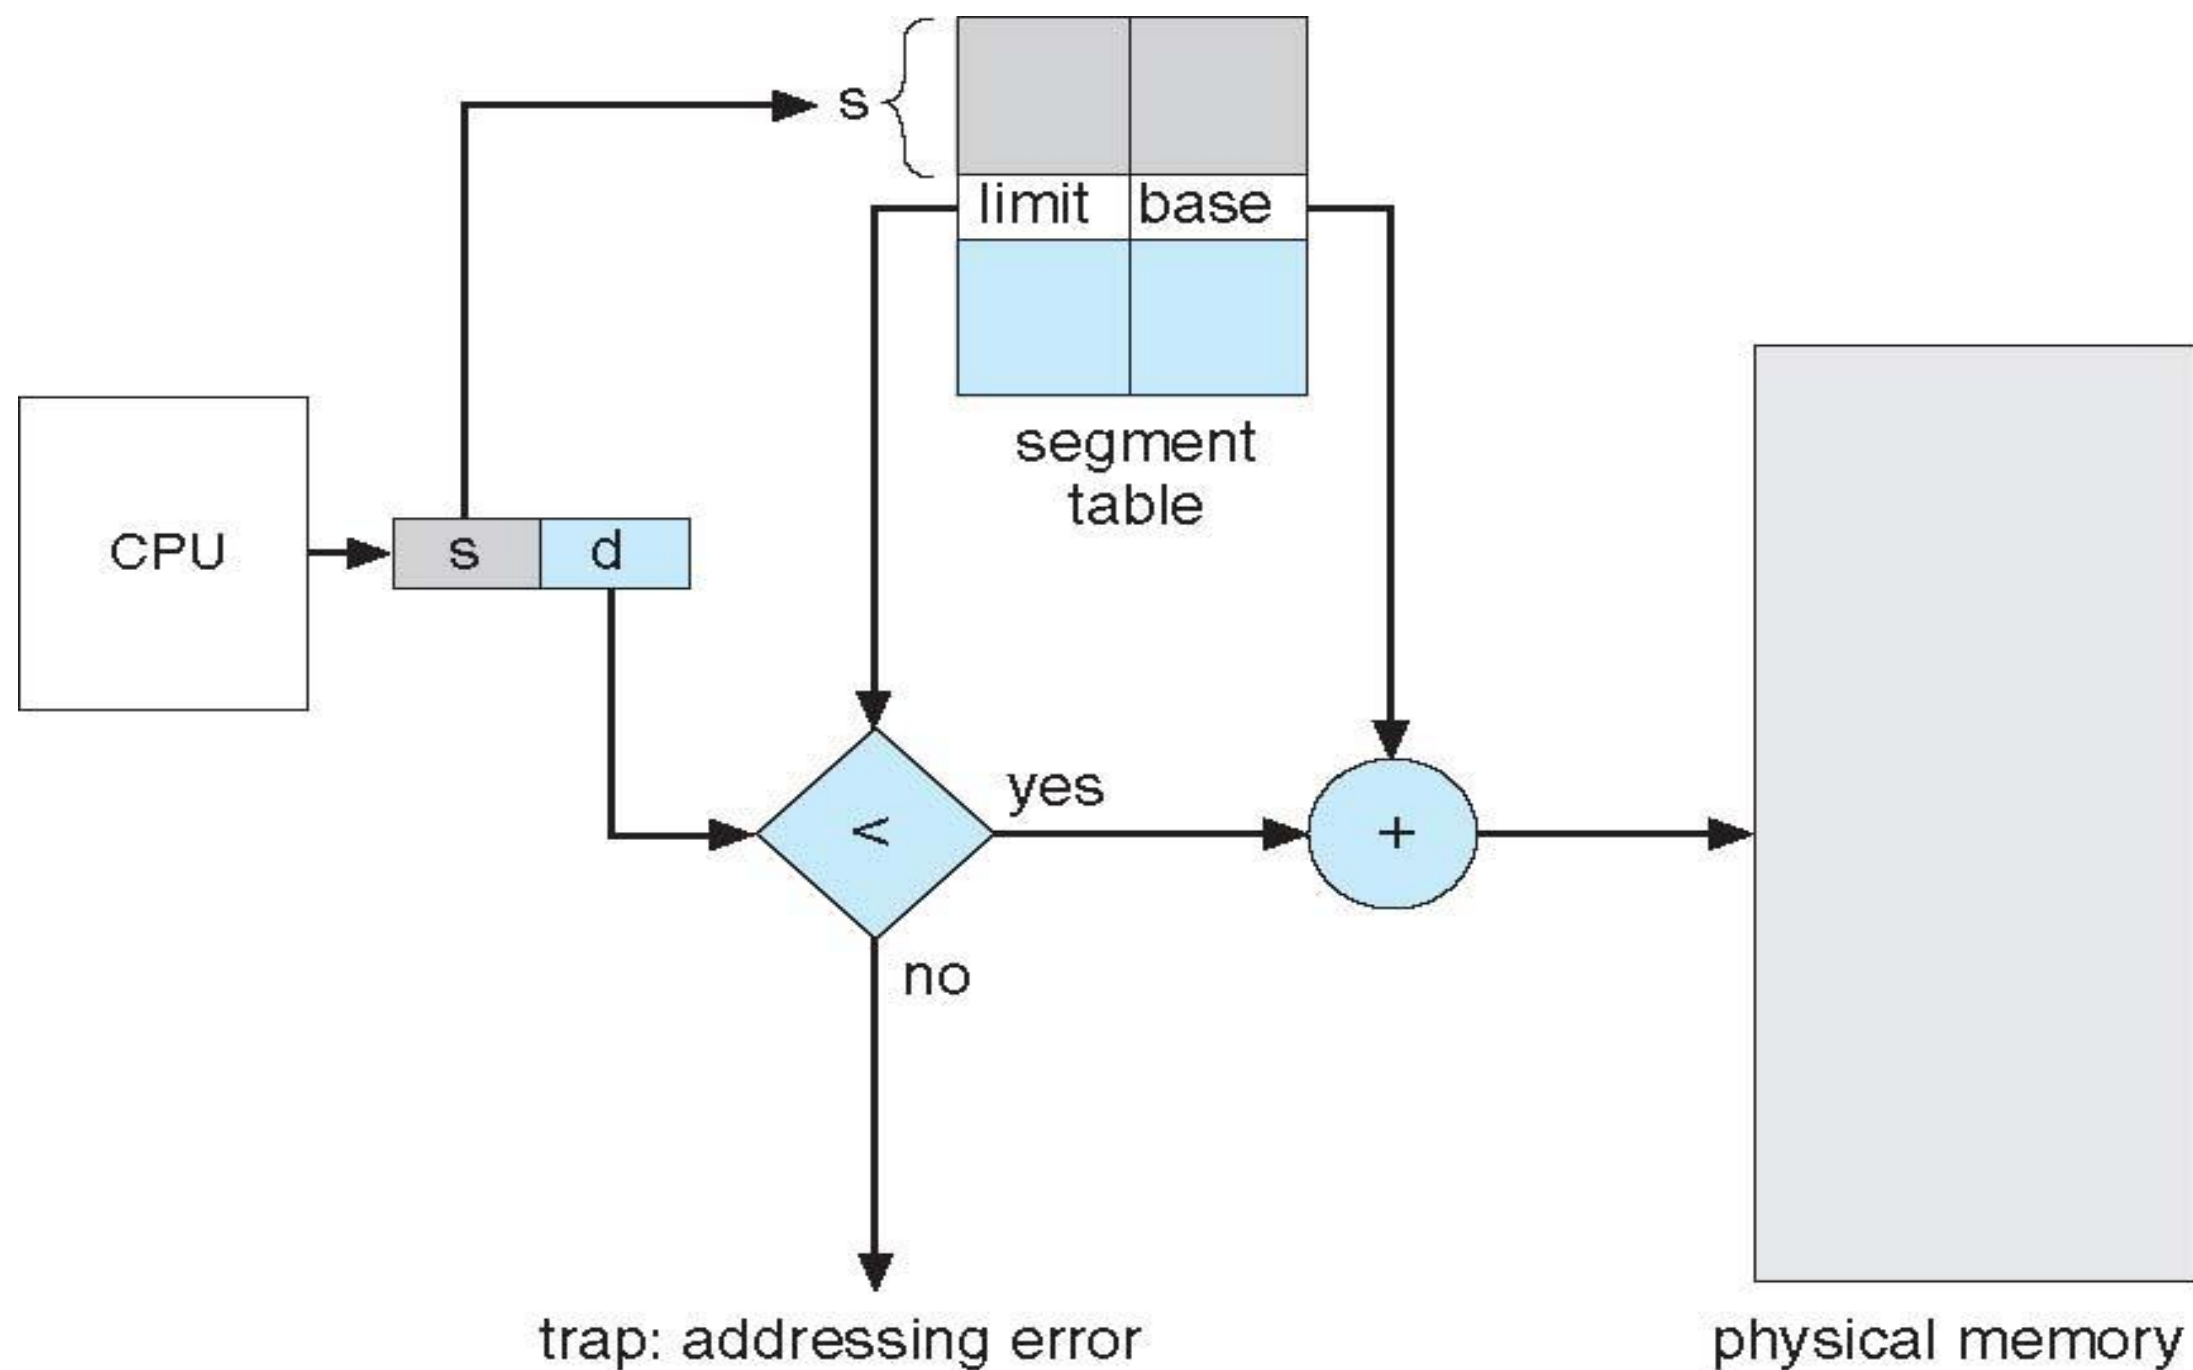 s
limit base
segment
table
CPU
s d
yes
<
+
no
trap: addressing error
physical memory